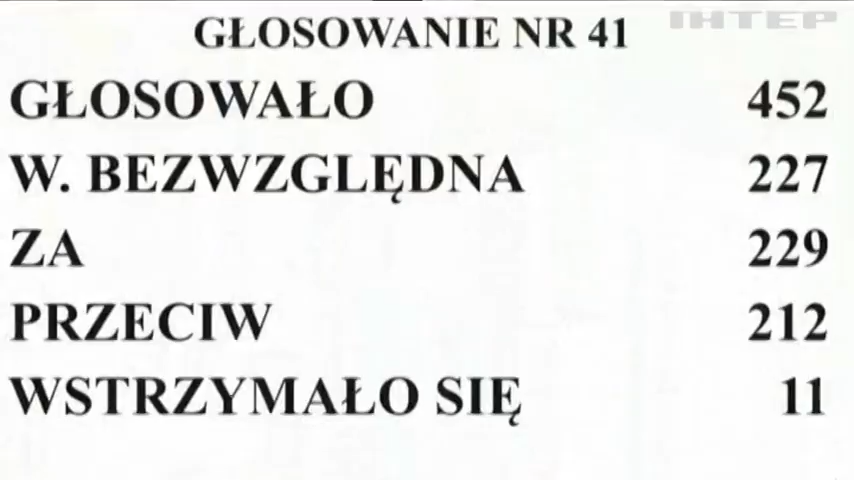 ІНТЕР
GŁOSOWANIE NR 41
GŁOSOWAŁO 452
W. BEZWZGLĘDNA 227
ZA 229
PRZECIW 212
WSTRZYMAŁO SIĘ 11